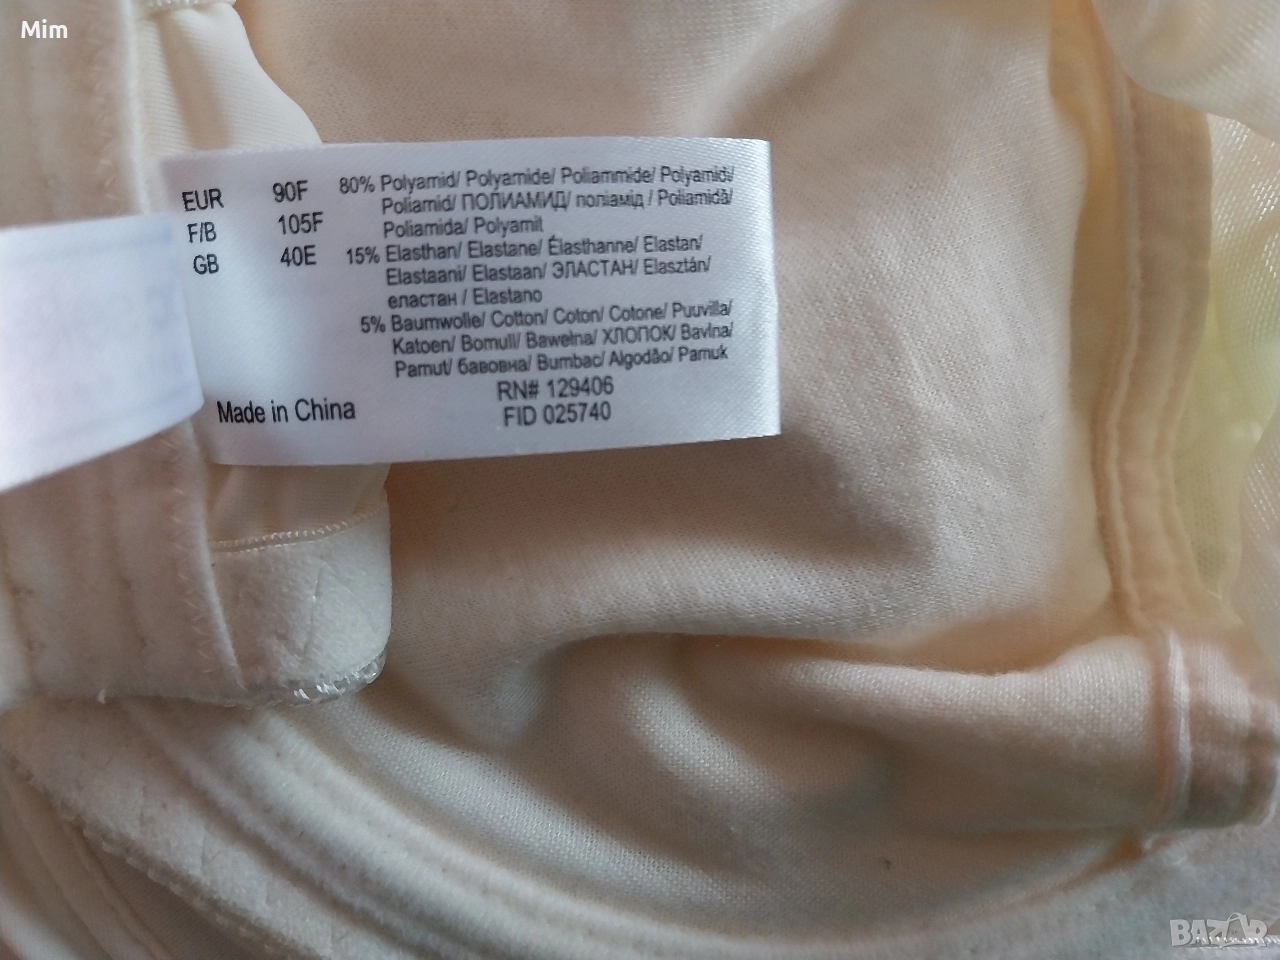 Mim
EUR 90F
F/B 105F
GB 40E
80% Polyamid/ Polyamide/ Poliammide/ Polyamid/
Poliamid/ ПОЛИАМИД/ поліамід / Poliamidă/
Poliamida/ Polyamit
15% Elasthan/ Elastane/ Élasthanne/ Elastan/
Elastaani/ Elastaan/ ЭЛАСТАН/ Elasztán/
еластан / Elastano
5% Baumwolle/ Cotton/ Coton/ Cotone/ Puuvilla/
Katoen/ Bomull/ Bawełna/ ХЛОПОК/ Bavlna/
Pamut/ бавовна/ Bumbac/ Algodão/ Pamuk
RN# 129406
FID 025740
Made in China
BAZAR